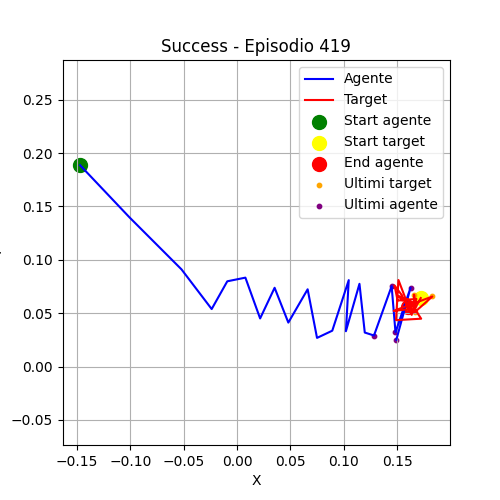 Success - Episodio 419
Agente
Target
Start agente
Start target
End agente
Ultimi target
Ultimi agente
0.25
0.20
0.15
0.10
0.05
0.00
−0.05
−0.15
−0.10
−0.05
0.00
0.05
0.10
0.15
X